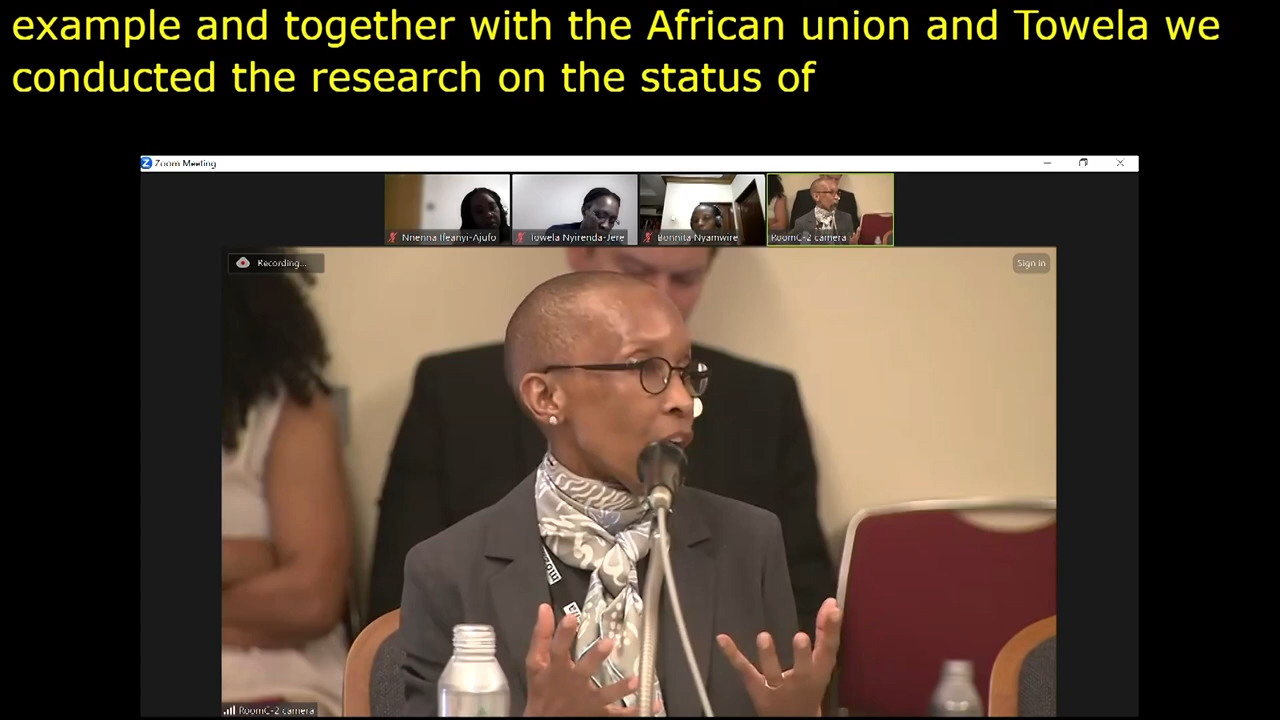 example and together with the African union and Towela we
conducted the research on the status of
Zoom Meeting
Nnenna Ifeanyi-Ajufo
Towela Nyirenda-Jere
Bonnita Nyamwire
RoomC-2 camera
Recording...
Sign in
RoomC-2 camera